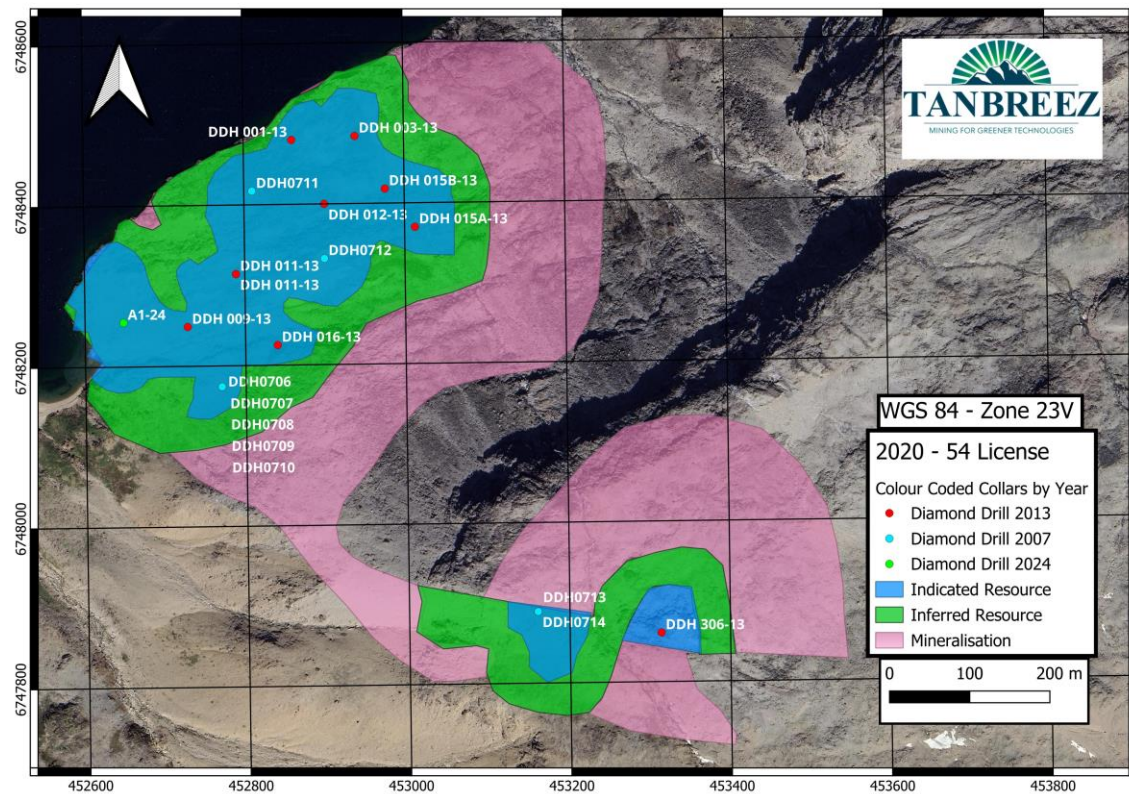 TANBREEZ
MINING FOR GREENER TECHNOLOGIES
6748600
6748400
6748200
6748000
6747800
DDH 001-13
DDH 003-13
DDH0711
DDH 015B-13
DDH 012-13
DDH 015A-13
DDH0712
DDH 011-13
DDH 011-13
A1-24
DDH 009-13
DDH 016-13
DDH0706
DDH0707
DDH0708
DDH0709
DDH0710
DDH0713
DDH0714
DDH 306-13
WGS 84 - Zone 23V
2020 - 54 License
Colour Coded Collars by Year
Diamond Drill 2013
Diamond Drill 2007
Diamond Drill 2024
Indicated Resource
Inferred Resource
Mineralisation
0 100 200 m
452600 452800 453000 453200 453400 453600 453800